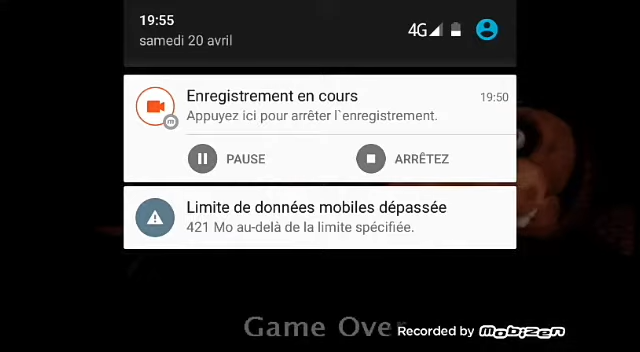 19:55
4G
samedi 20 avril
Enregistrement en cours
19:50
Appuyez ici pour arrêter l`enregistrement.
m
PAUSE
ARRÊTEZ
Limite de données mobiles dépassée
421 Mo au-delà de la limite spécifiée.
Game Over
Recorded by mobizen